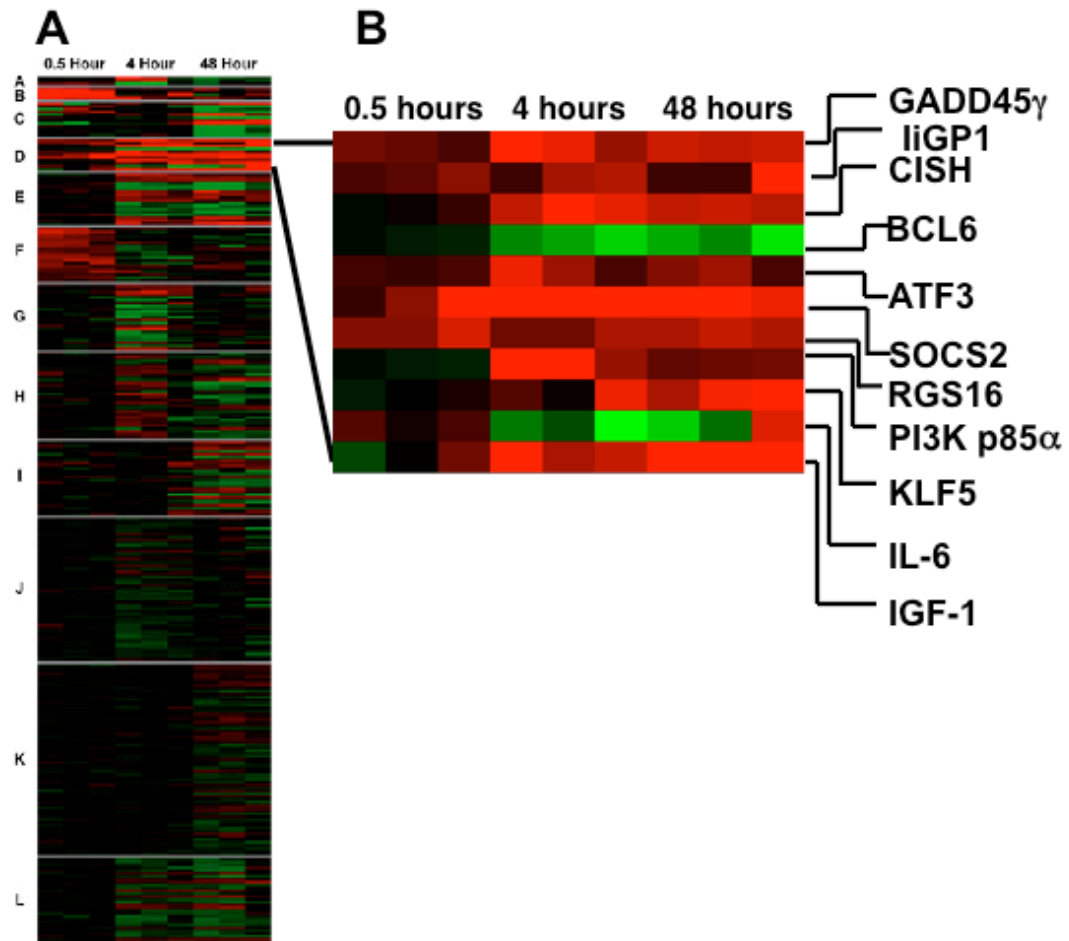 A
B
0.5 Hour 4 Hour 48 Hour
A
B
C
D
E
F
G
H
I
J
K
L
0.5 hours 4 hours 48 hours
GADD45γ
IiGP1
CISH
BCL6
ATF3
SOCS2
RGS16
PI3K p85α
KLF5
IL-6
IGF-1